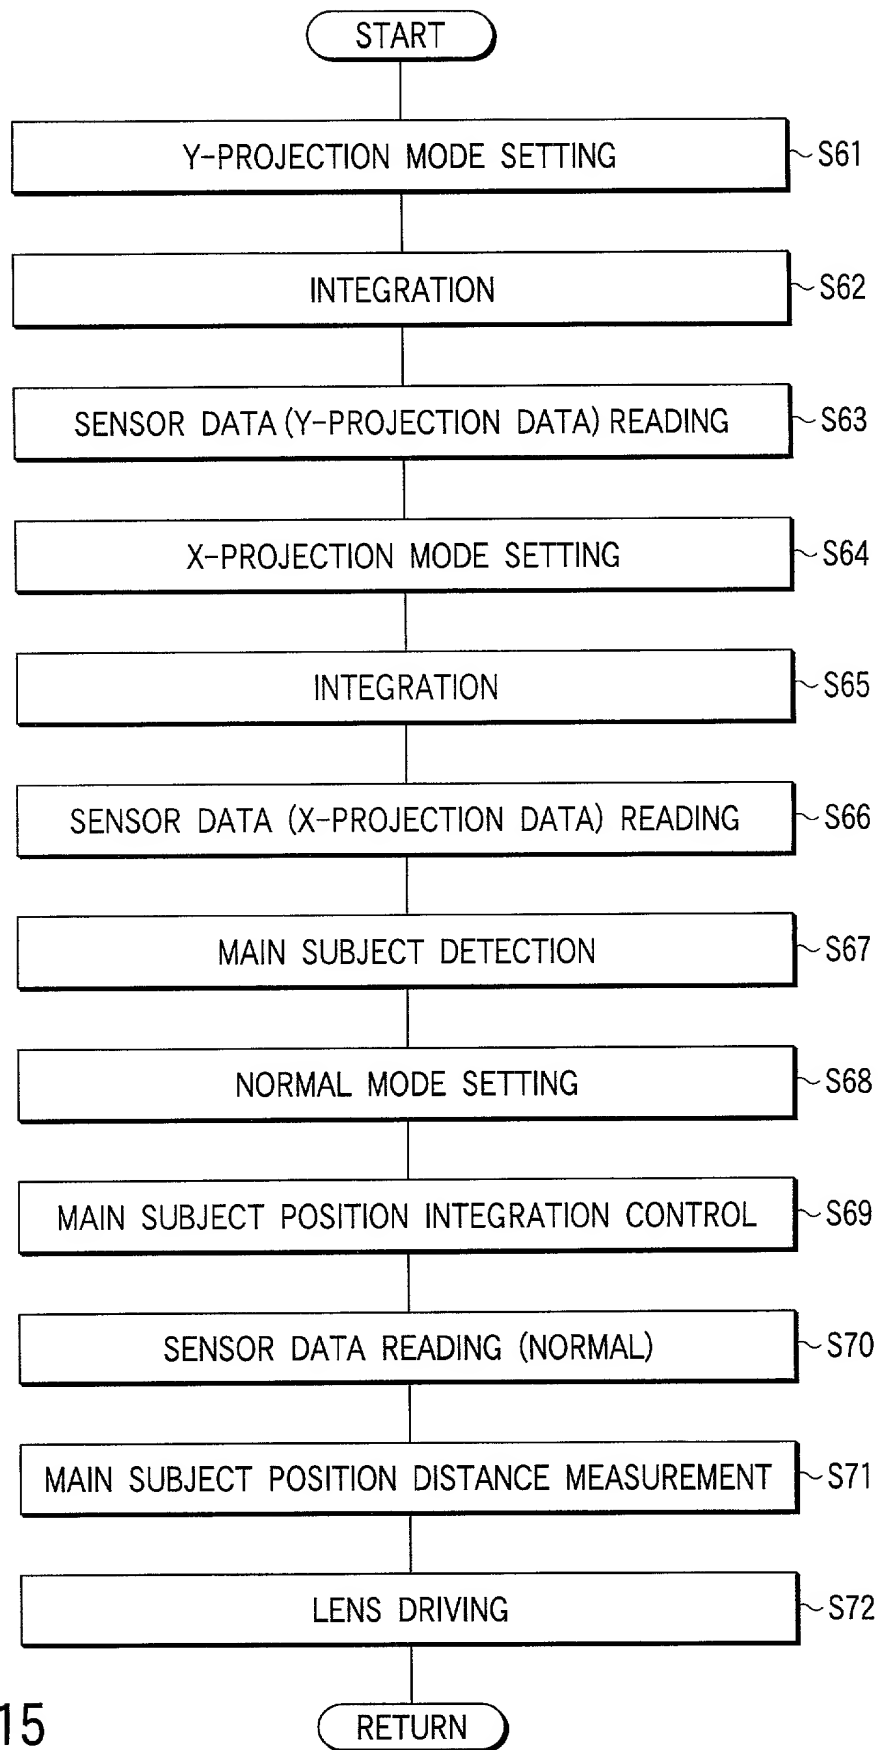 START
Y-PROJECTION MODE SETTING S61
INTEGRATION S62
SENSOR DATA (Y-PROJECTION DATA) READING S63
X-PROJECTION MODE SETTING S64
INTEGRATION S65
SENSOR DATA (X-PROJECTION DATA) READING S66
MAIN SUBJECT DETECTION S67
NORMAL MODE SETTING S68
MAIN SUBJECT POSITION INTEGRATION CONTROL S69
SENSOR DATA READING (NORMAL) S70
MAIN SUBJECT POSITION DISTANCE MEASUREMENT S71
LENS DRIVING S72
RETURN
15